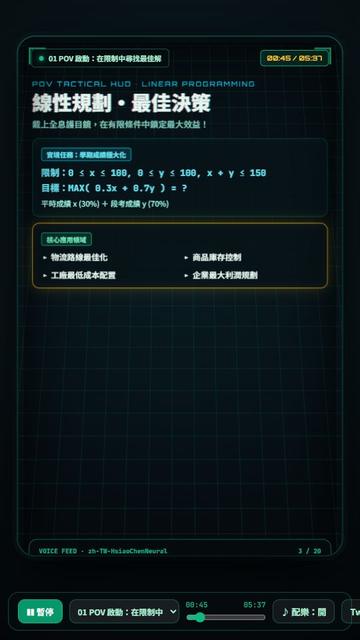 01 POV 啟動：在限制中尋找最佳解
00:45 / 05:37
POV TACTICAL HUD · LINEAR PROGRAMMING
線性規劃・最佳決策
戴上全息護目鏡，在有限條件中鎖定最大效益！
實境任務：學期成績極大化
限制：0 ≤ x ≤ 100, 0 ≤ y ≤ 100, x + y ≤ 150
目標：MAX( 0.3x + 0.7y ) = ?
平時成績 x (30%) ＋ 段考成績 y (70%)
核心應用領域
▸ 物流路線最佳化
▸ 商品庫存控制
▸ 工廠最低成本配置
▸ 企業最大利潤規劃
VOICE FEED · zh-TW-HsiaoChenNeural
3 / 20
暫停
01 POV 啟動：在限制中
00:45
05:37
♪ 配樂：開
Tw